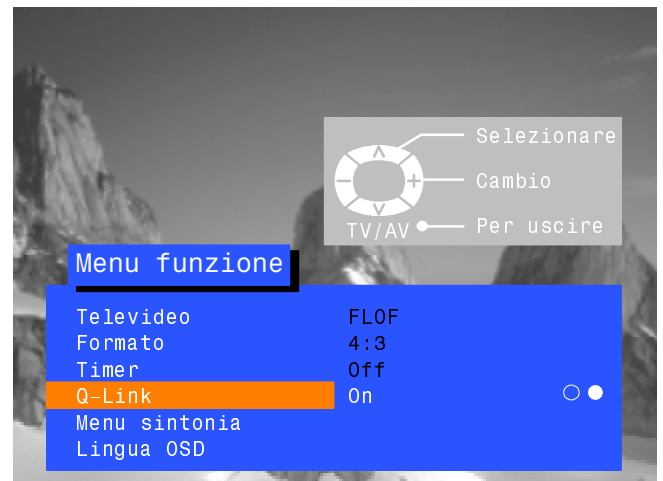 Selezionare
Cambio
TV/AV Per uscire
Menu funzione
Televideo FLOF
Formato 4:3
Timer Off
Q-Link On
Menu sintonia
Lingua OSD